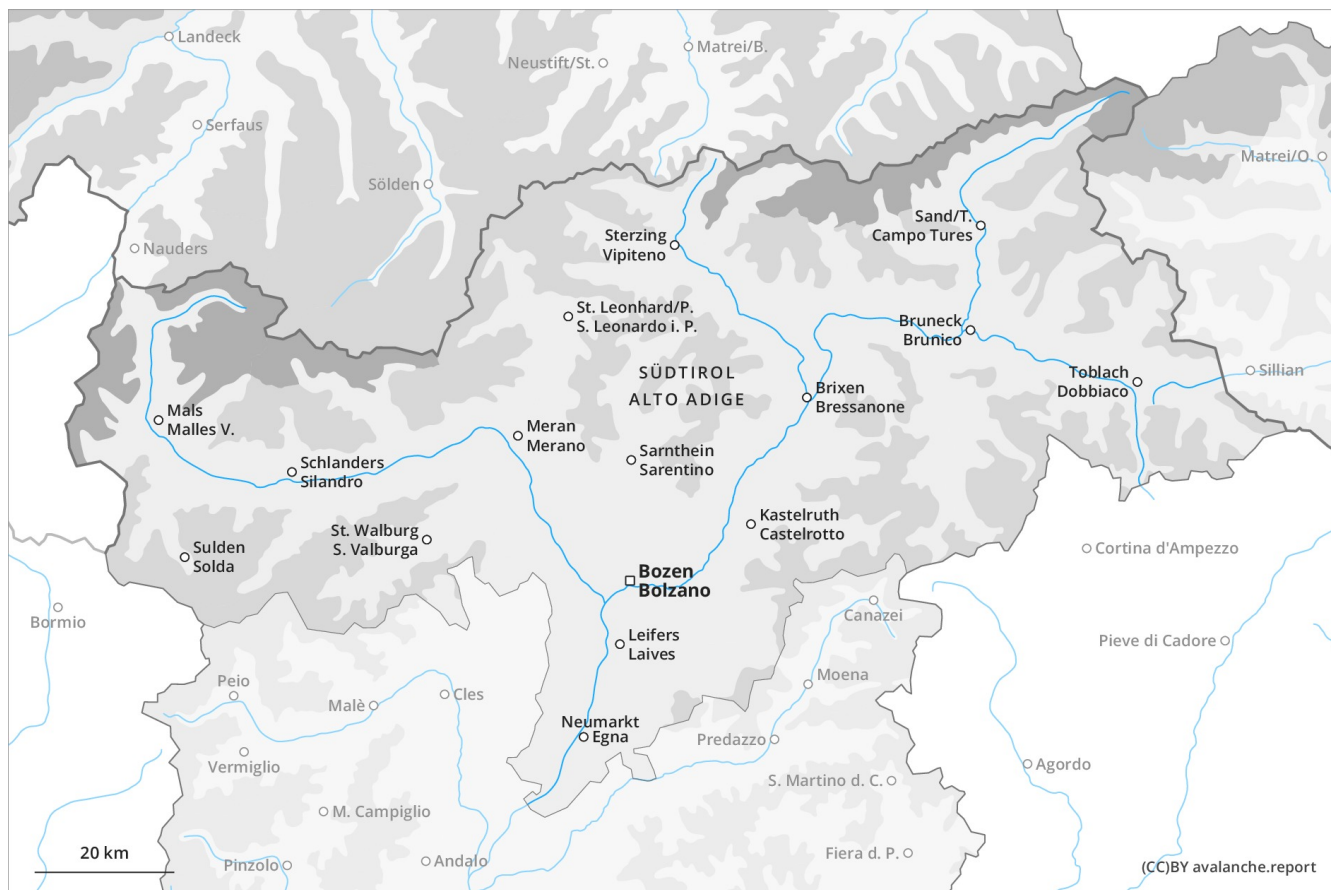 Landeck
Matrei/B.
Neustift/St.
Serfaus
Matrei/O.
Sölden
Sand/T.
Campo Tures
Sterzing
Vipiteno
Nauders
St. Leonhard/P.
S. Leonardo i. P.
Bruneck
Brunico
SÜDTIROL
ALTO ADIGE
Toblach
Dobbiaco
Sillian
Brixen
Bressanone
Mals
Malles V.
Meran
Merano
Sarnthein
Sarentino
Schlanders
Silandro
Kastelruth
Castelrotto
St. Walburg
S. Valburga
Sulden
Solda
Cortina d'Ampezzo
Bozen
Bolzano
Bormio
Canazei
Leifers
Laives
Pieve di Cadore
Peio
Moena
Malè
Cles
Neumarkt
Egna
Predazzo
Vermiglio
Agordo
S. Martino d. C.
M. Campiglio
20 km
Pinzolo
Andalo
Fiera d. P.
(CC)BY avalanche.report